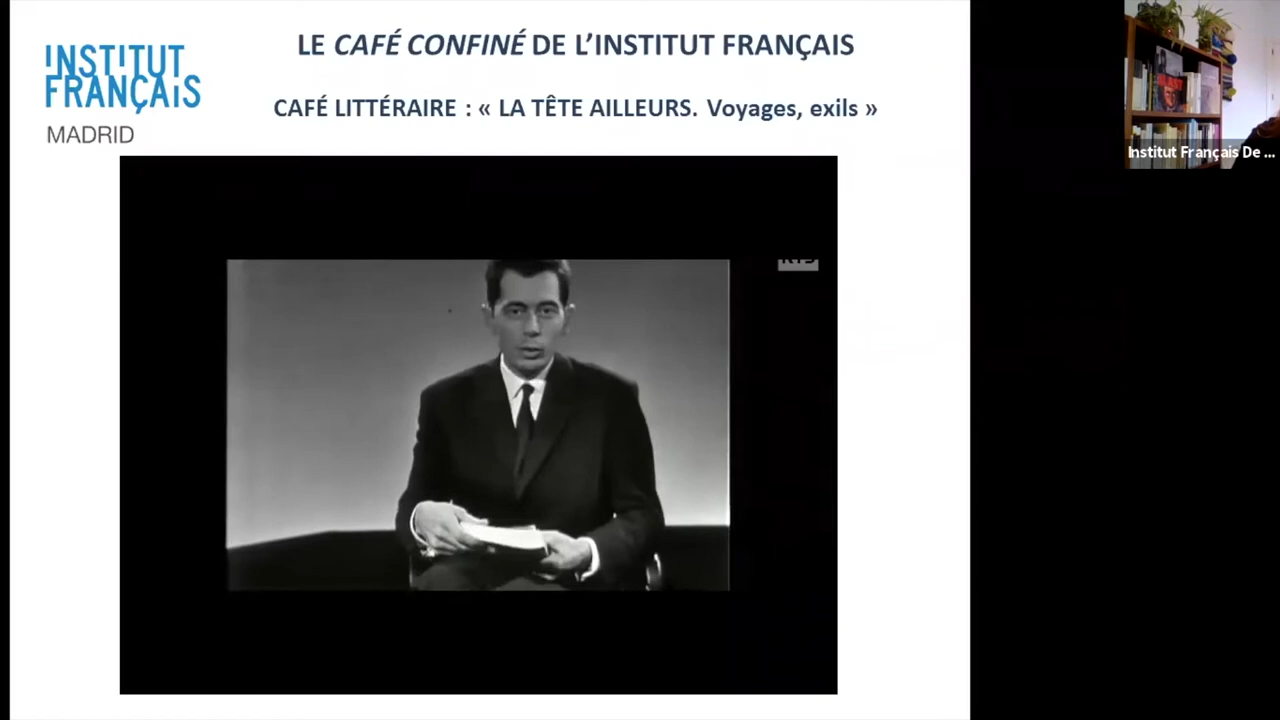 INSTITUT
FRANÇAIS
MADRID
LE CAFÉ CONFINÉ DE L’INSTITUT FRANÇAIS
CAFÉ LITTÉRAIRE : « LA TÊTE AILLEURS. Voyages, exils »
Institut Français De ...